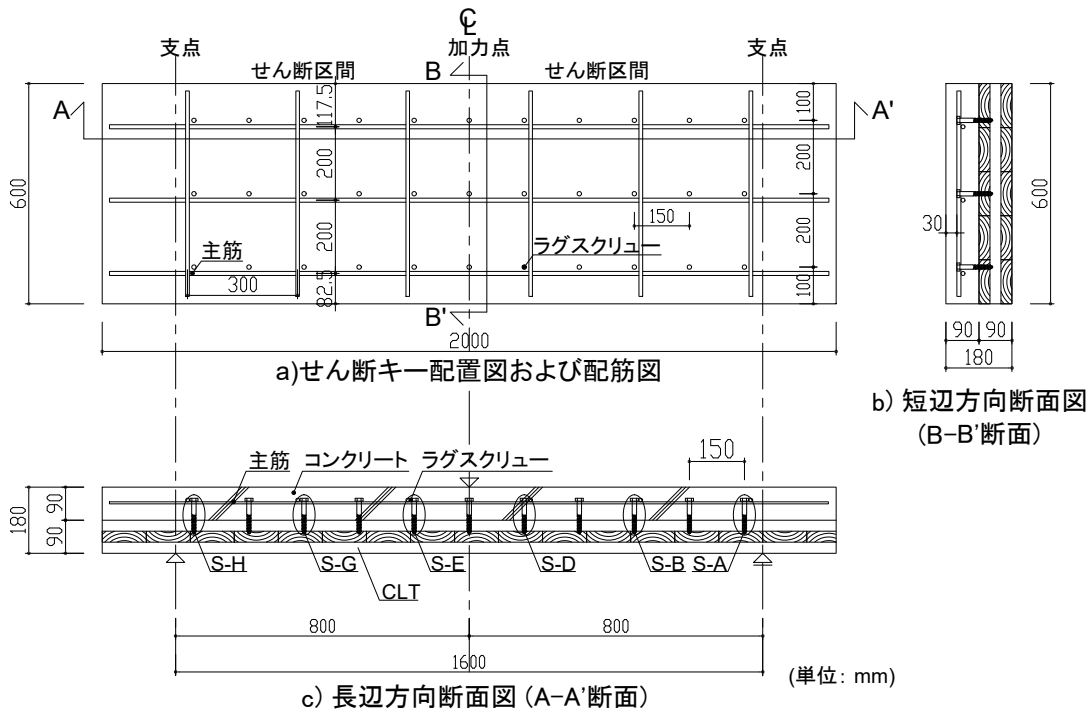 ℄
支点
加力点
支点
せん断区間
B
せん断区間
A
A'
117.5
100
600
200
200
150
200
200
主筋
ラグスクリュー
300
82.5
100
B'
2000
a)せん断キー配置図および配筋図
30
600
90 90
180
b) 短辺方向断面図
(B-B'断面)
主筋 コンクリート ラグスクリュー
150
180
90
90
S-H S-G S-E S-D S-B S-A
CLT
800
800
1600
(単位: mm)
c) 長辺方向断面図 (A-A'断面)